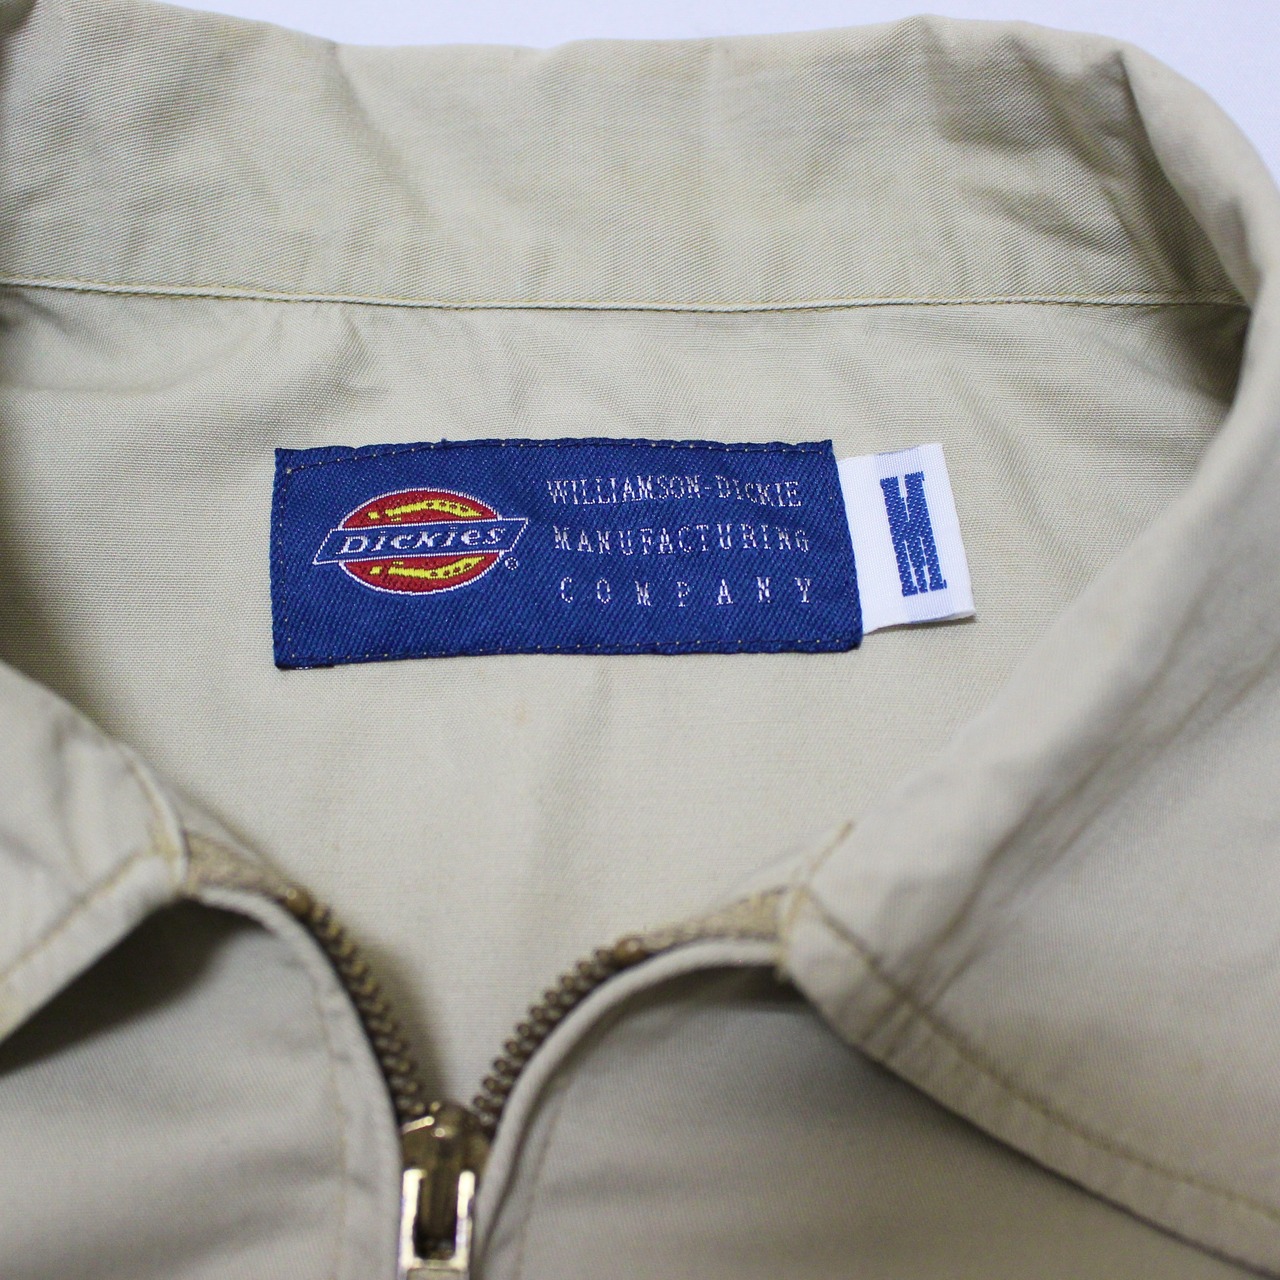 Dickies
WILLIAMSON-DICKIE
MANUFACTURING
COMPANY
M